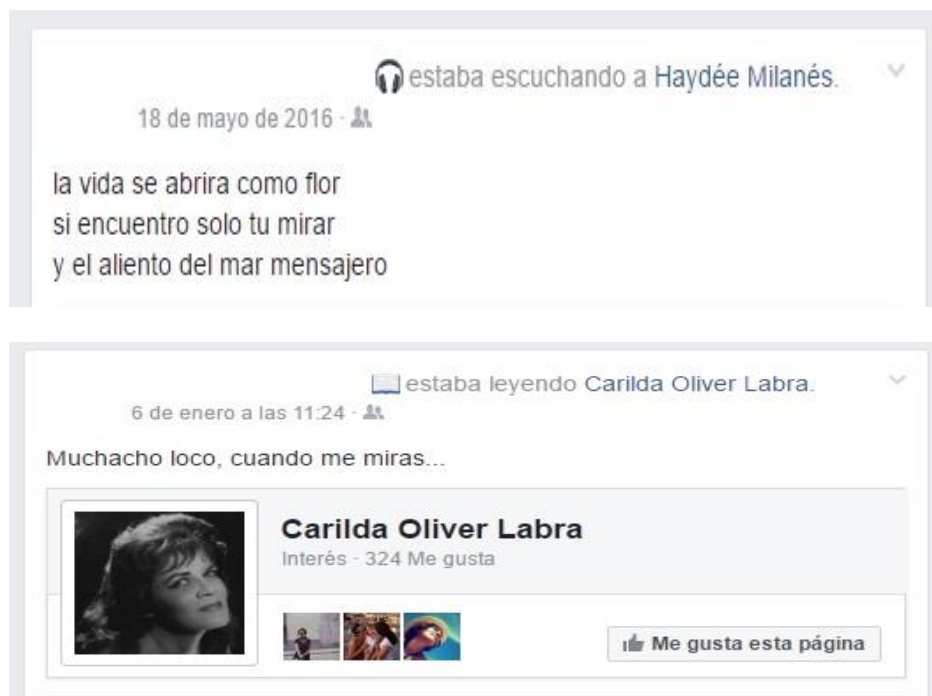 estaba escuchando a Haydée Milanés.
18 de mayo de 2016 ·
la vida se abrira como flor
si encuentro solo tu mirar
y el aliento del mar mensajero
estaba leyendo Carilda Oliver Labra.
6 de enero a las 11:24 ·
Muchacho loco, cuando me miras...
Carilda Oliver Labra
Interés · 324 Me gusta
Me gusta esta página